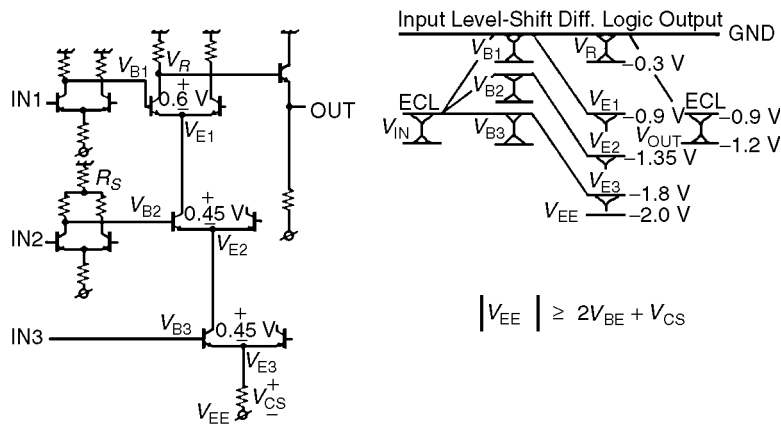 Input Level-Shift Diff. Logic Output
GND
V_B1
V_R
+
0.6 V
−
V_E1
IN1
OUT
R_S
V_B2
+
0.45 V
−
V_E2
IN2
V_B3
+
0.45 V
−
V_E3
IN3
+
V_CS
−
V_EE
V_B1
V_R
−0.3 V
V_B2
ECL
V_E1
−0.9 V
ECL
−0.9 V
V_IN
V_B3
V_E2
−1.35 V
V_OUT
−1.2 V
V_E3
−1.8 V
V_EE
−2.0 V
|V_EE| ≥ 2V_BE + V_CS